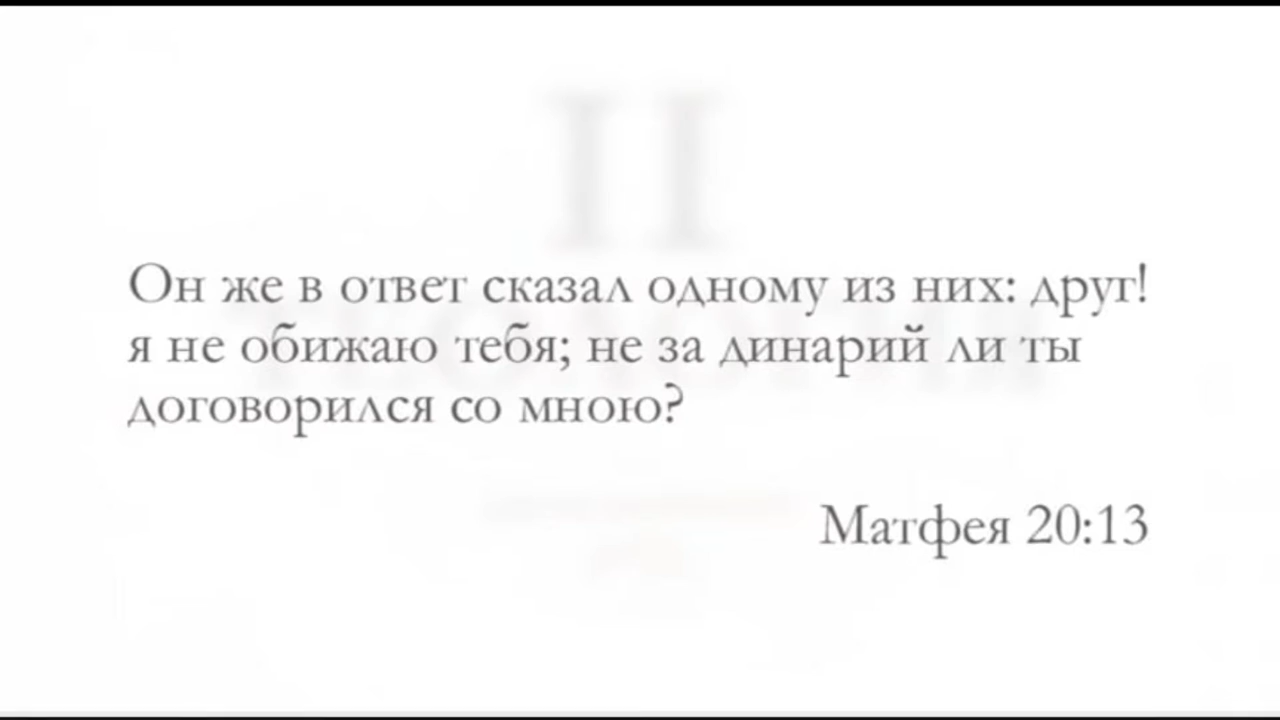 II
Он же в ответ сказал одному из них: друг!
я не обижаю тебя; не за динарий ли ты
договорился со мною?
Матфея 20:13